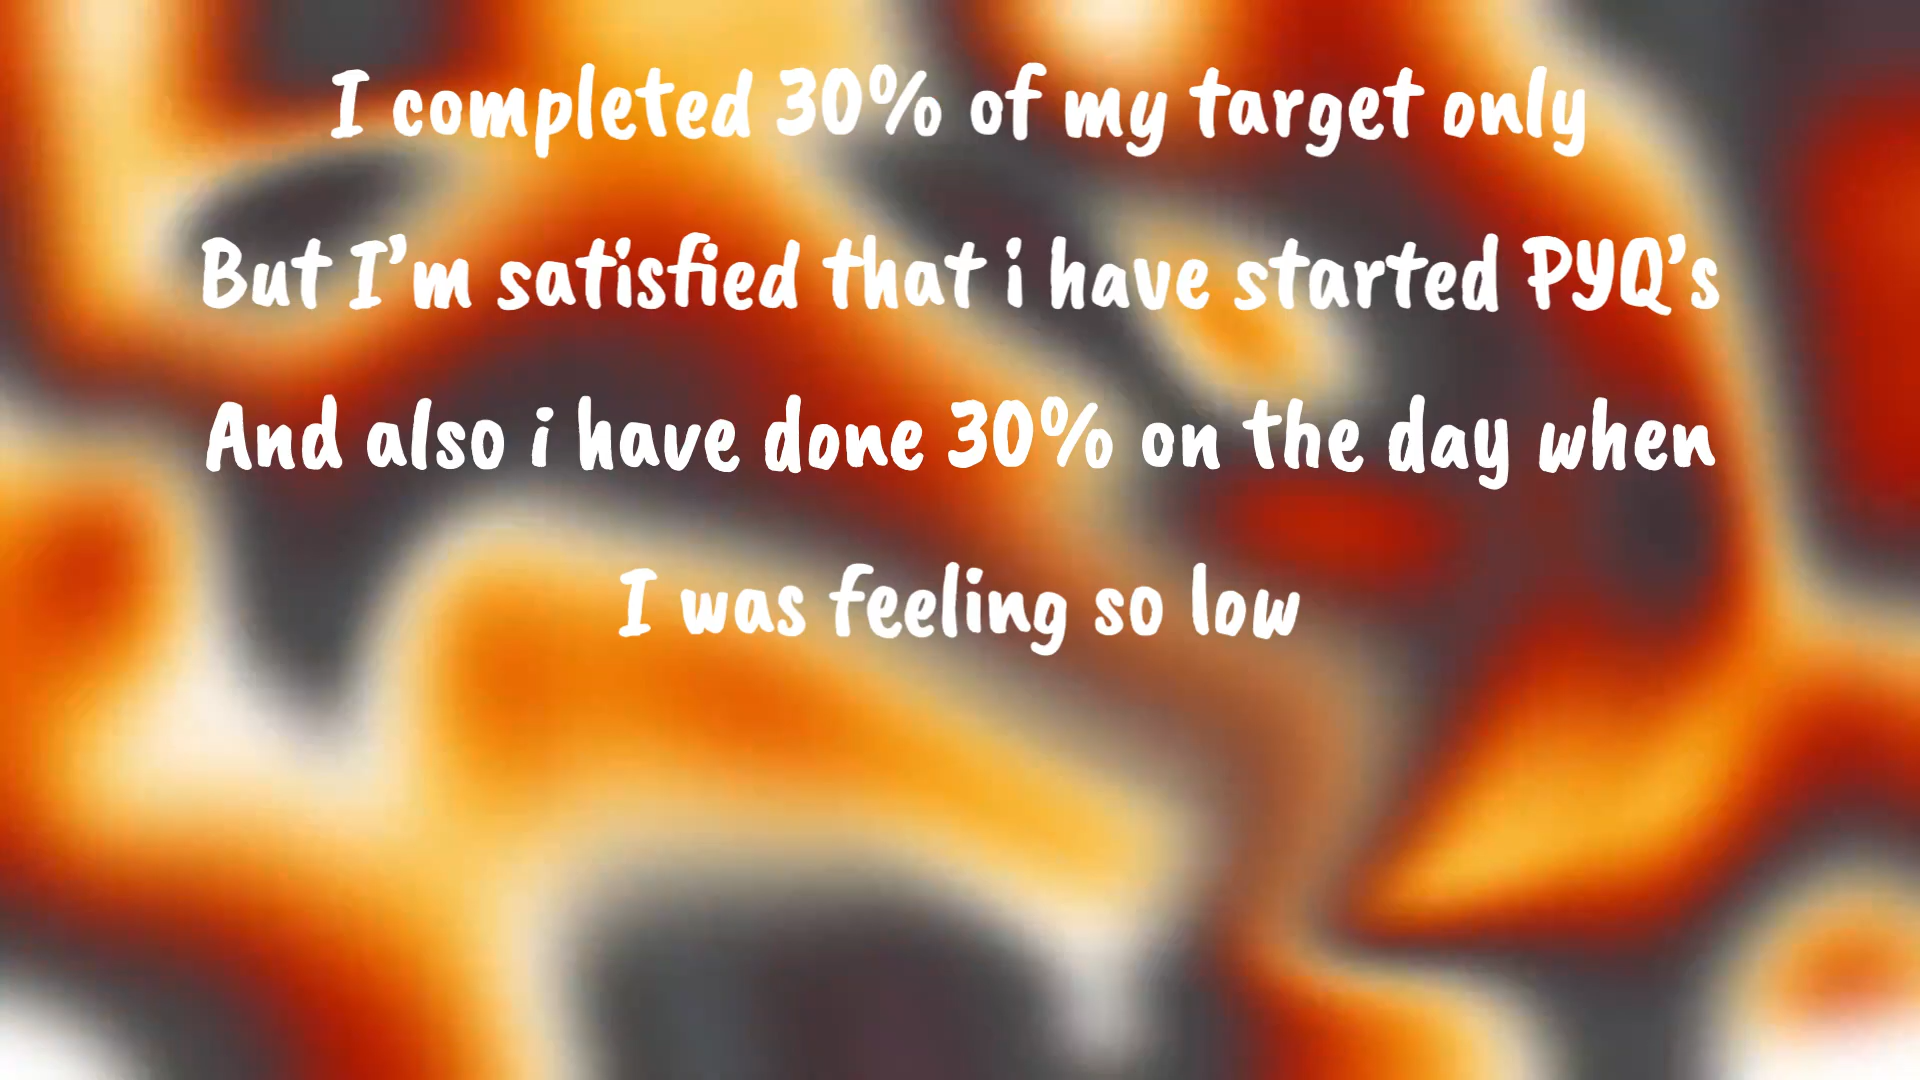 I completed 30% of my target only
But I'm satisfied that i have started PYQ's
And also i have done 30% on the day when
I was feeling so low